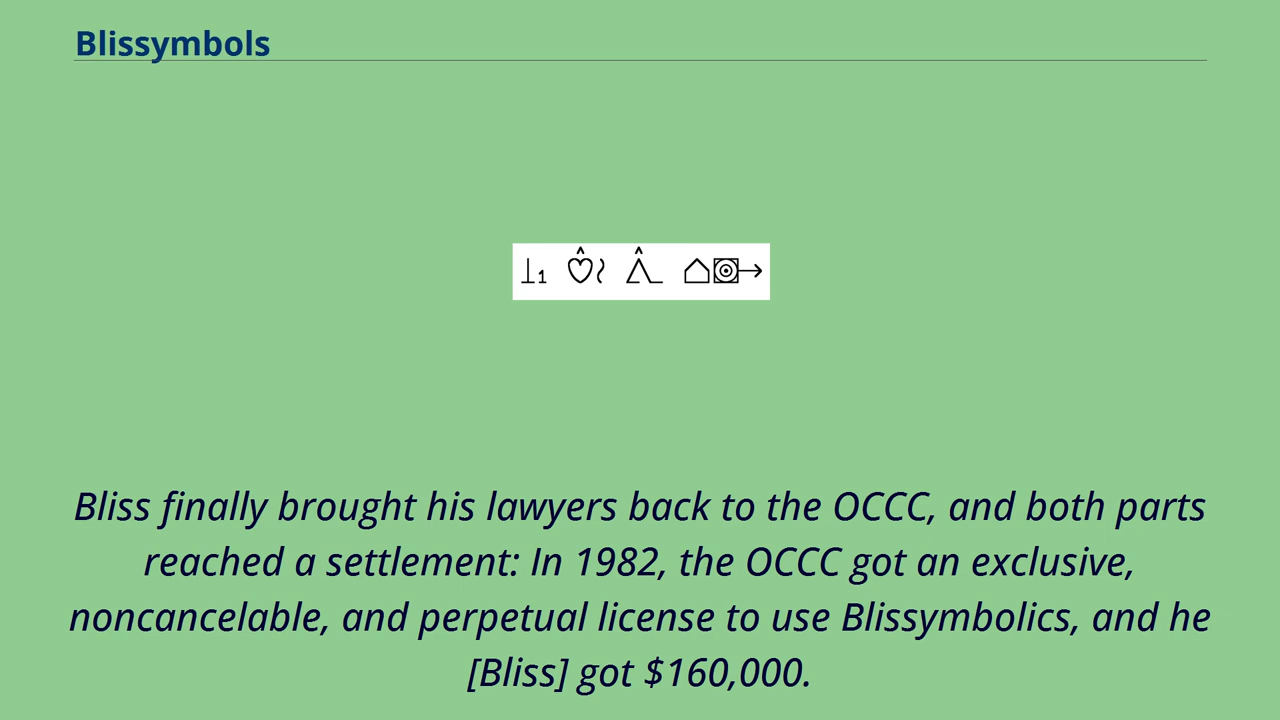 Blissymbols
Bliss finally brought his lawyers back to the OCCC, and both parts
reached a settlement: In 1982, the OCCC got an exclusive,
noncancelable, and perpetual license to use Blissymbolics, and he
[Bliss] got $160,000.